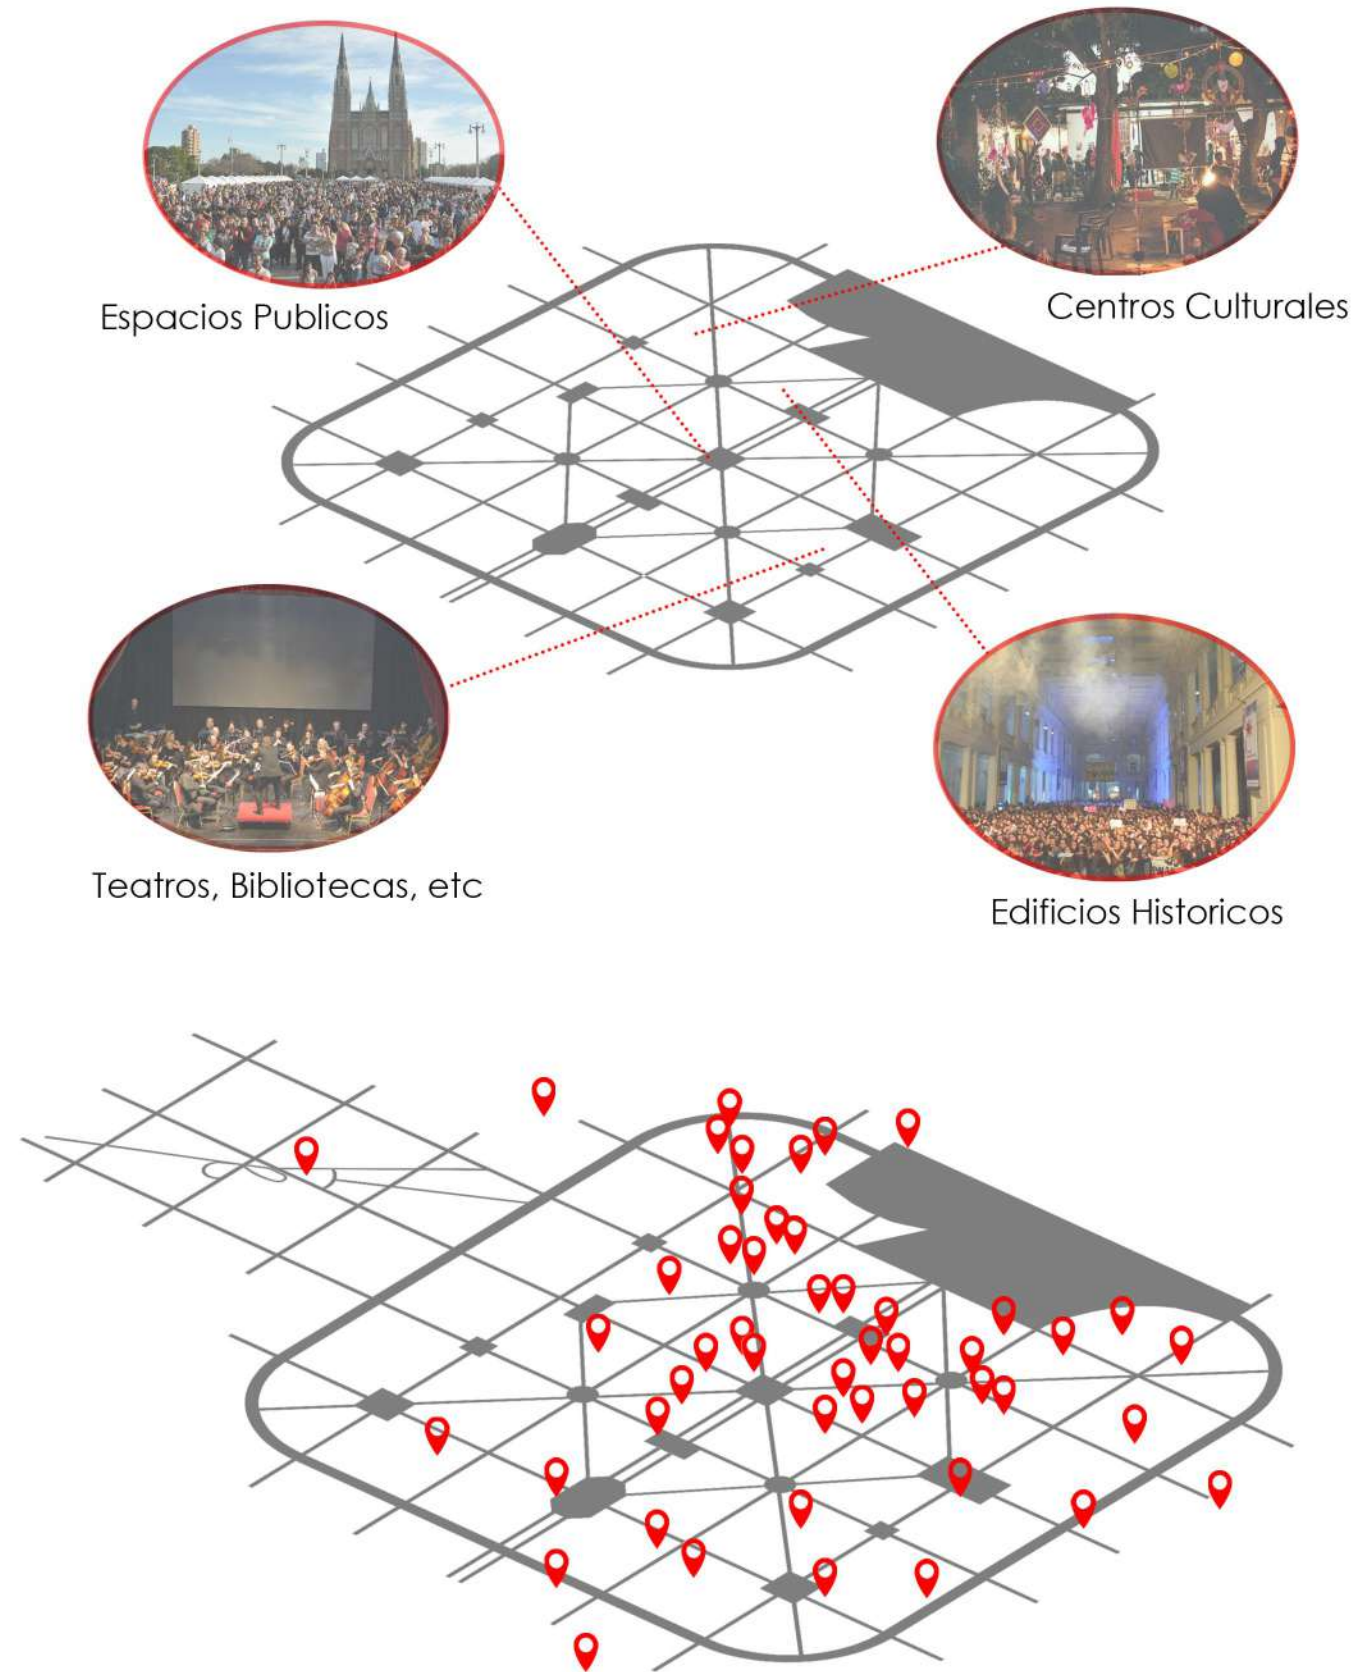 Espacios Publicos
Centros Culturales
Teatros, Bibliotecas, etc
Edificios Historicos